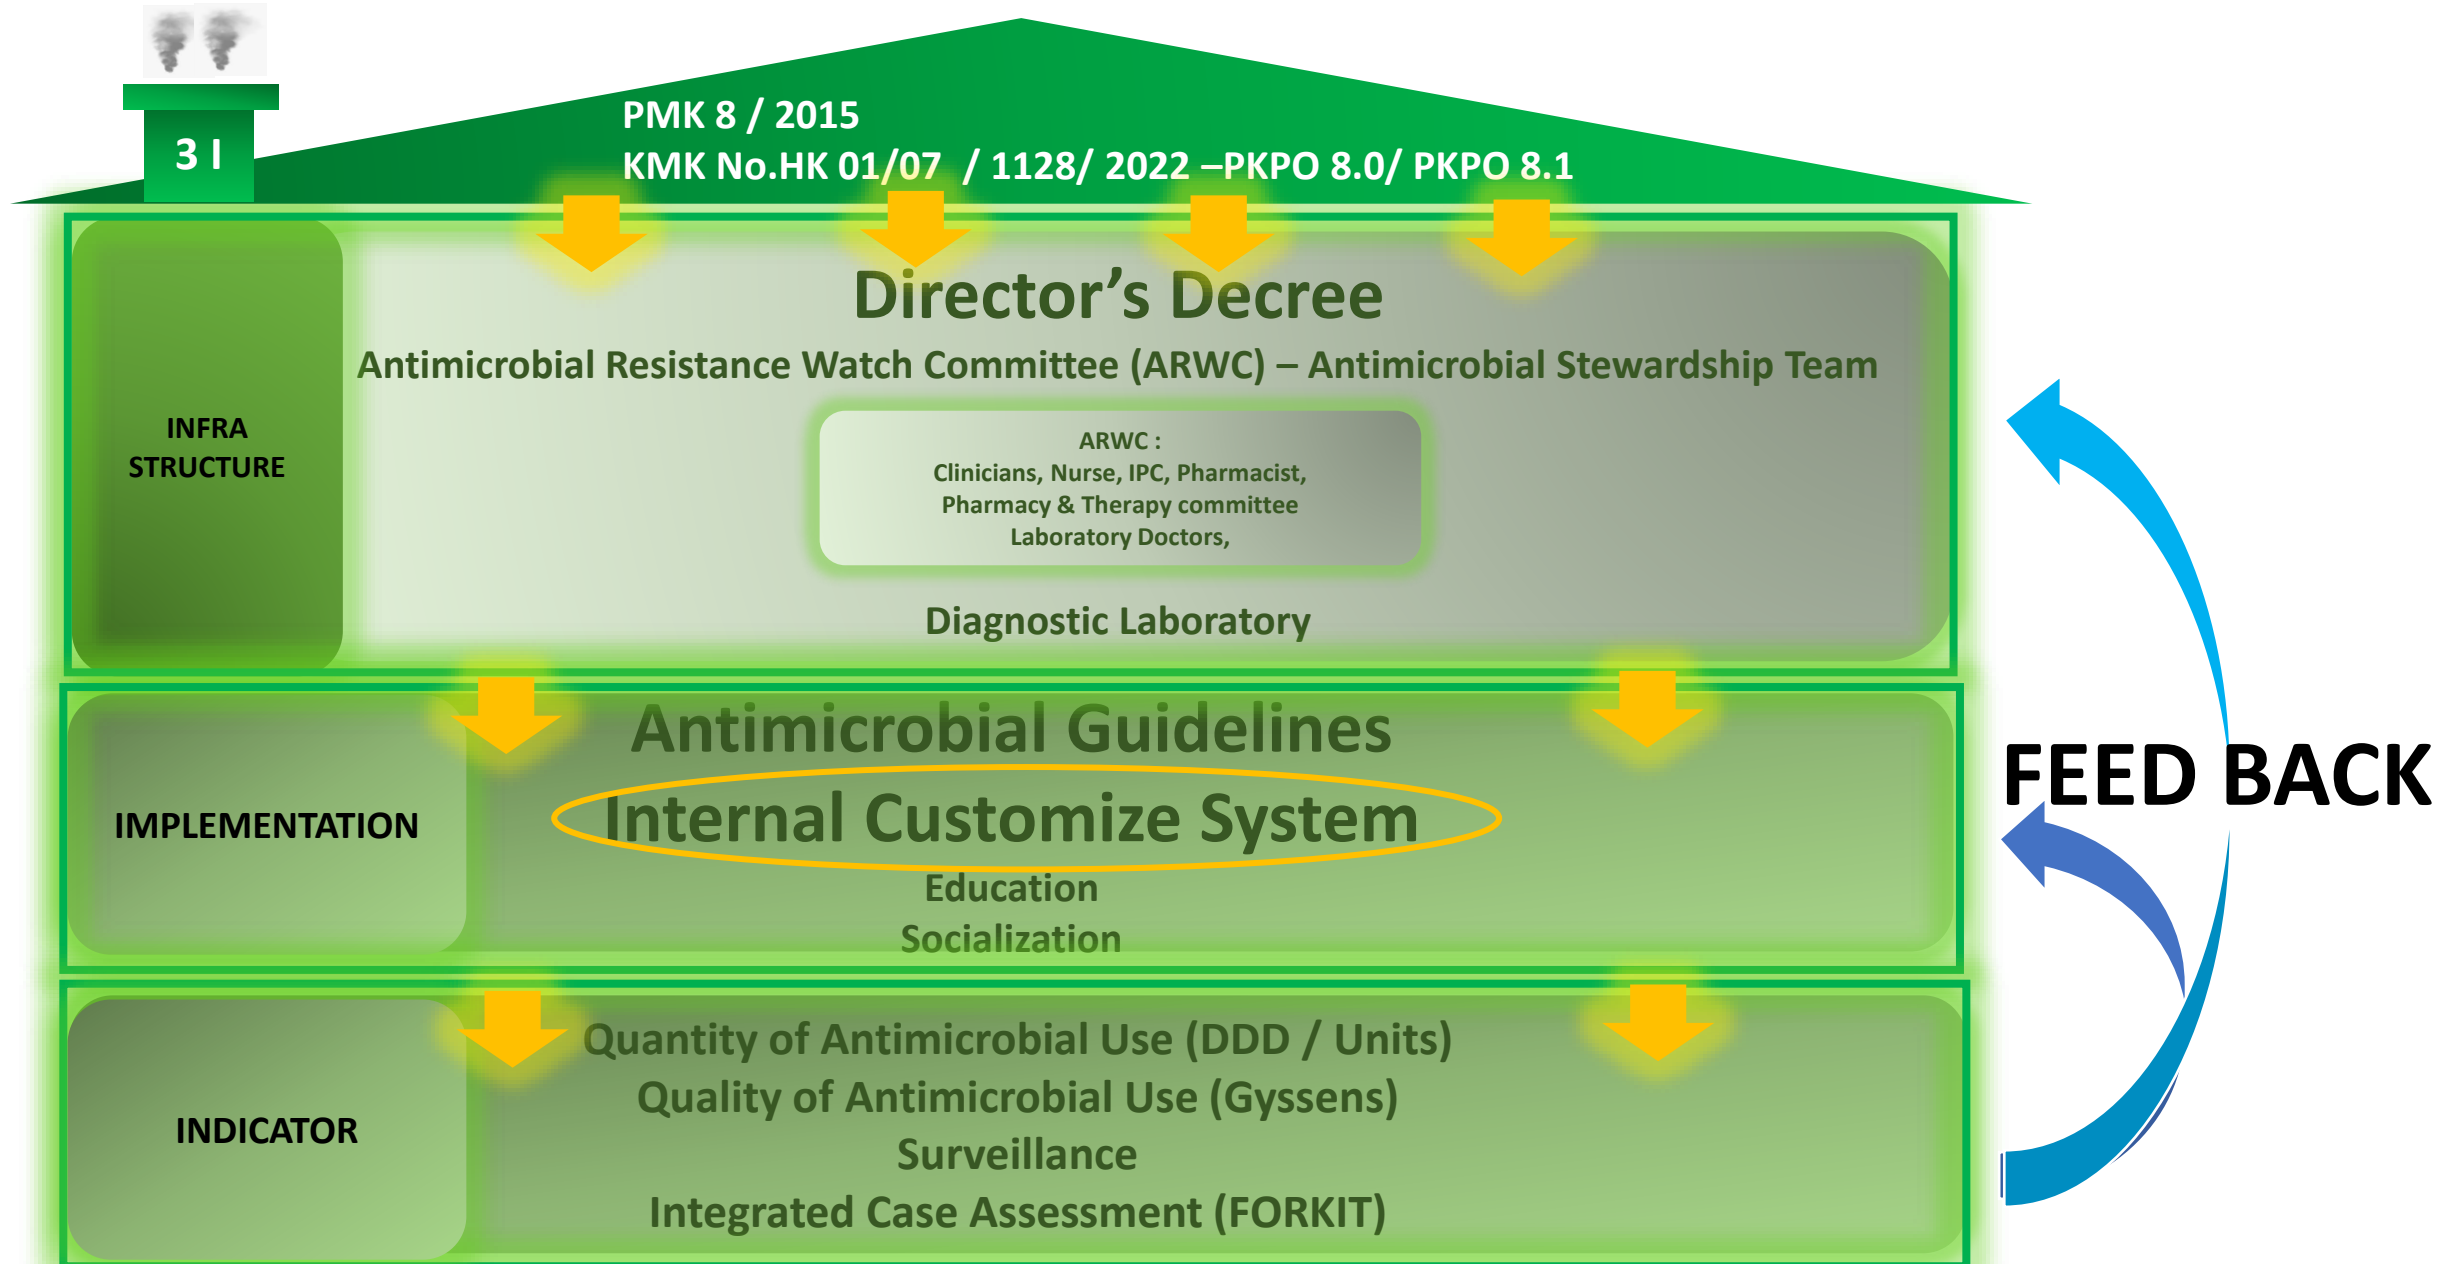 3 I
PMK 8 / 2015
KMK No.HK 01/07 / 1128/ 2022 –PKPO 8.0/ PKPO 8.1
INFRA
STRUCTURE
Director’s Decree
Antimicrobial Resistance Watch Committee (ARWC) – Antimicrobial Stewardship Team
ARWC :
Clinicians, Nurse, IPC, Pharmacist,
Pharmacy & Therapy committee
Laboratory Doctors,
Diagnostic Laboratory
IMPLEMENTATION
Antimicrobial Guidelines
Internal Customize System
Education
Socialization
FEED BACK
INDICATOR
Quantity of Antimicrobial Use (DDD / Units)
Quality of Antimicrobial Use (Gyssens)
Surveillance
Integrated Case Assessment (FORKIT)